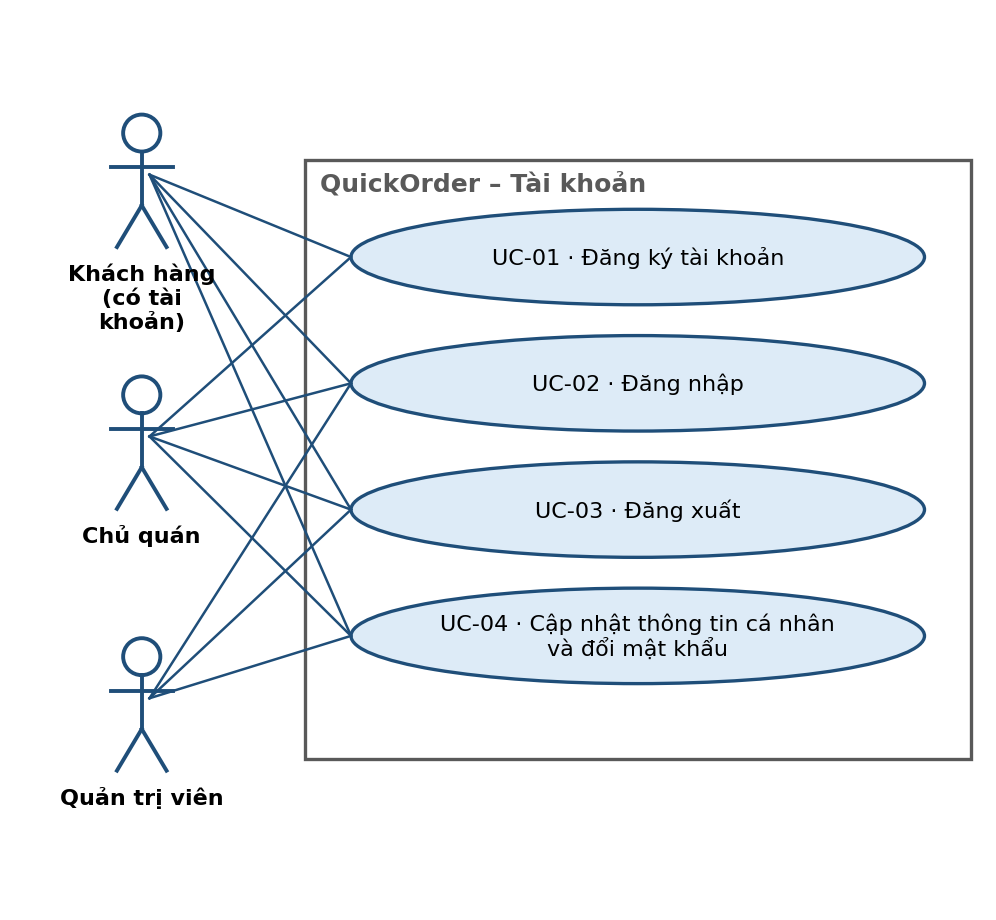 QuickOrder – Tài khoản
Khách hàng
(có tài
khoản)
Chủ quán
Quản trị viên
UC-01 · Đăng ký tài khoản
UC-02 · Đăng nhập
UC-03 · Đăng xuất
UC-04 · Cập nhật thông tin cá nhân
và đổi mật khẩu